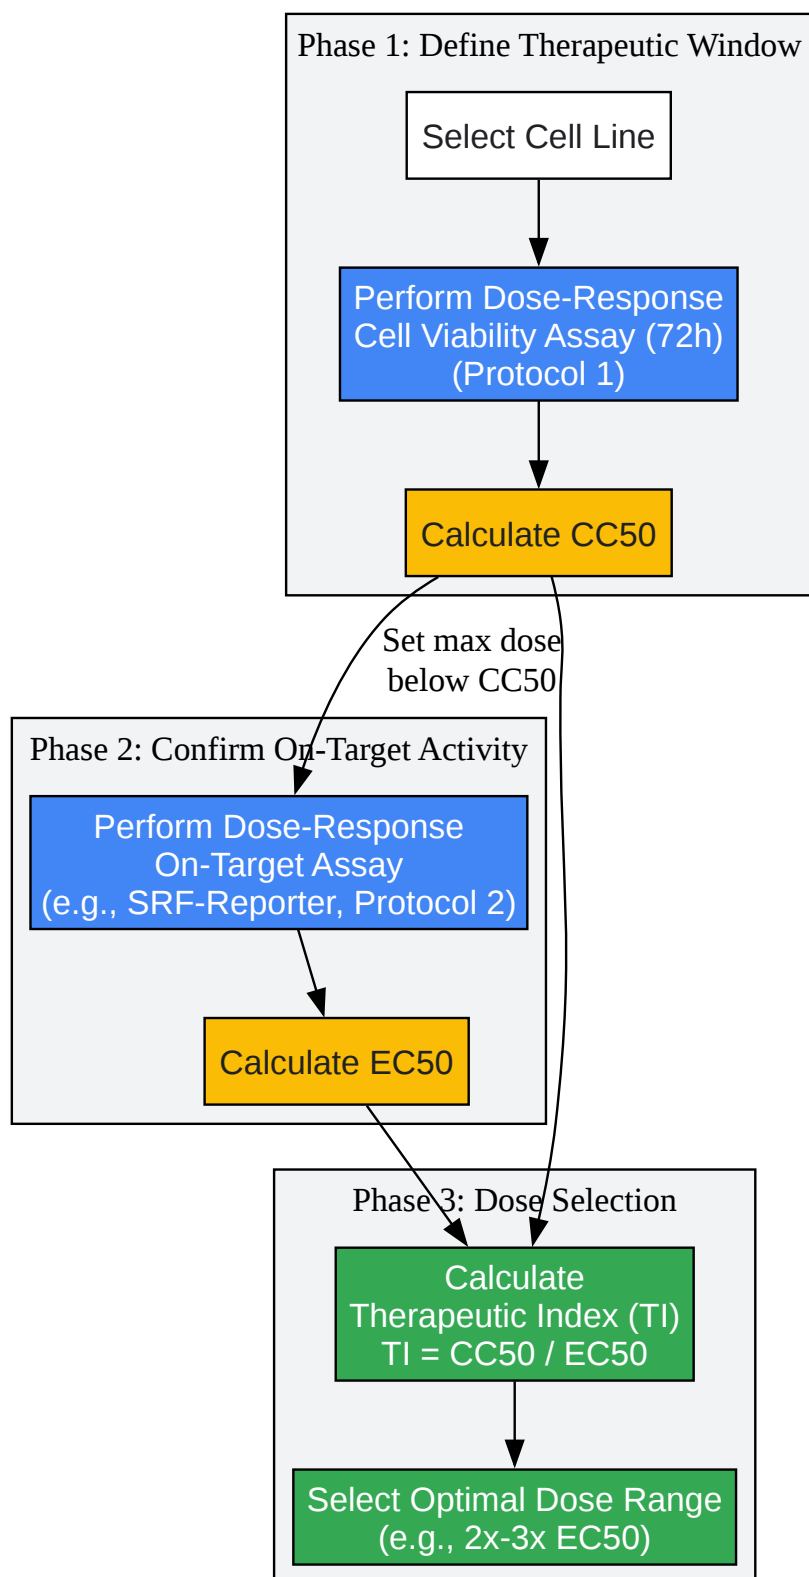 Phase 1: Define Therapeutic Window
Select Cell Line
Perform Dose-Response
Cell Viability Assay (72h)
(Protocol 1)
Calculate CC50
Set max dose
below CC50
Phase 2: Confirm On-Target Activity
Perform Dose-Response
On-Target Assay
(e.g., SRF-Reporter, Protocol 2)
Calculate EC50
Phase 3: Dose Selection
Calculate
Therapeutic Index (TI)
TI = CC50 / EC50
Select Optimal Dose Range
(e.g., 2x-3x EC50)